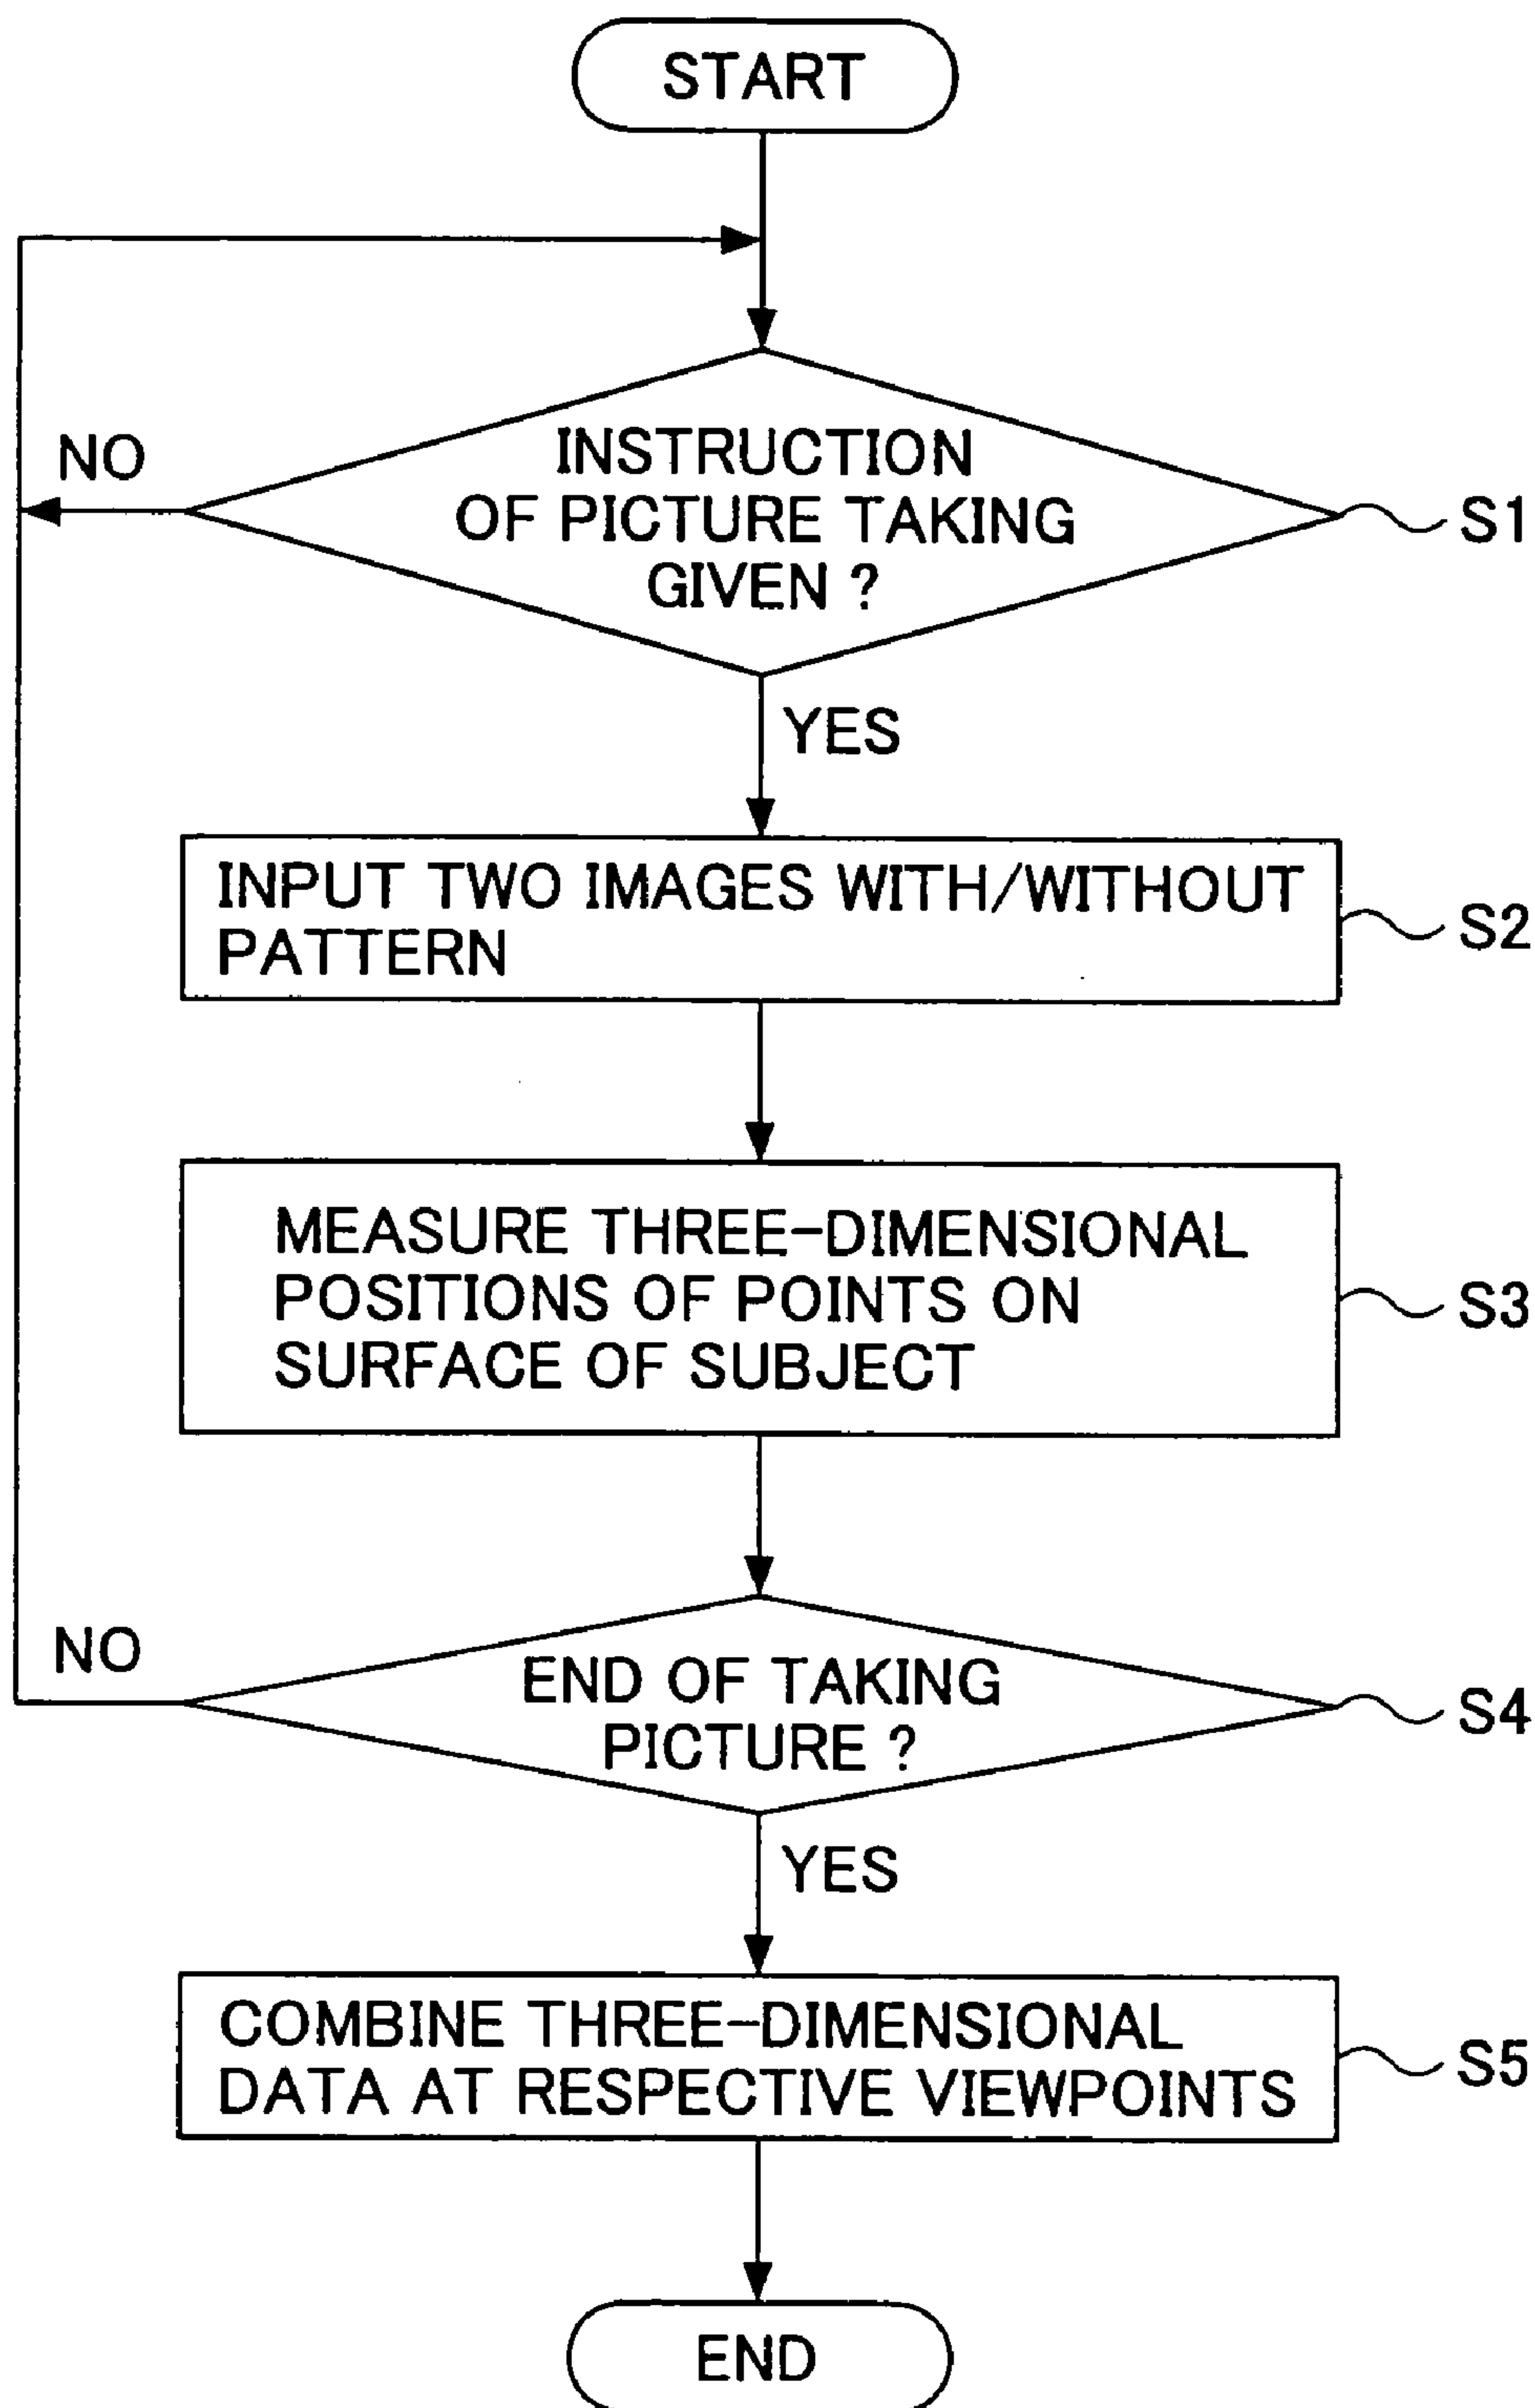 START
NO
INSTRUCTION
OF PICTURE TAKING
GIVEN ?
S1
YES
INPUT TWO IMAGES WITH/WITHOUT
PATTERN
S2
MEASURE THREE-DIMENSIONAL
POSITIONS OF POINTS ON
SURFACE OF SUBJECT
S3
NO
END OF TAKING
PICTURE ?
S4
YES
COMBINE THREE-DIMENSIONAL
DATA AT RESPECTIVE VIEWPOINTS
S5
END